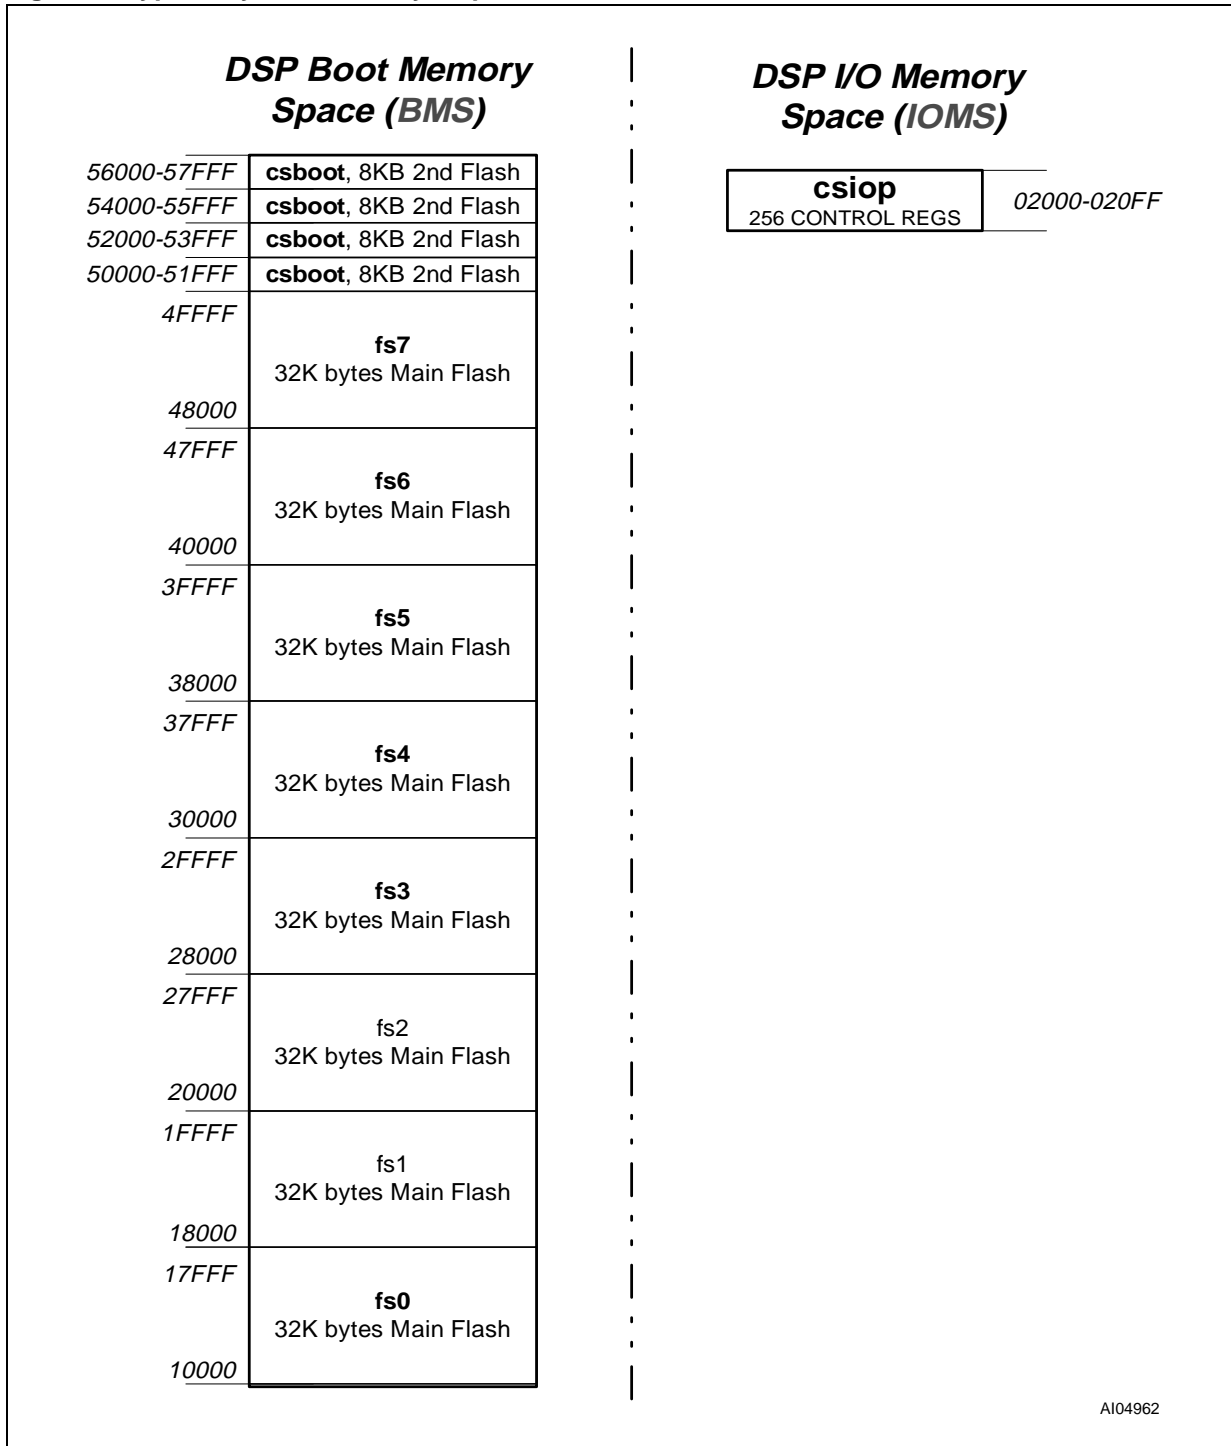 DSP Boot Memory
Space (BMS)
56000-57FFF csboot, 8KB 2nd Flash
54000-55FFF csboot, 8KB 2nd Flash
52000-53FFF csboot, 8KB 2nd Flash
50000-51FFF csboot, 8KB 2nd Flash
4FFFF
fs7
32K bytes Main Flash
48000
47FFF
fs6
32K bytes Main Flash
40000
3FFFF
fs5
32K bytes Main Flash
38000
37FFF
fs4
32K bytes Main Flash
30000
2FFFF
fs3
32K bytes Main Flash
28000
27FFF
fs2
32K bytes Main Flash
20000
1FFFF
fs1
32K bytes Main Flash
18000
17FFF
fs0
32K bytes Main Flash
10000
DSP I/O Memory
Space (IOMS)
csiop
256 CONTROL REGS
02000-020FF
AI04962